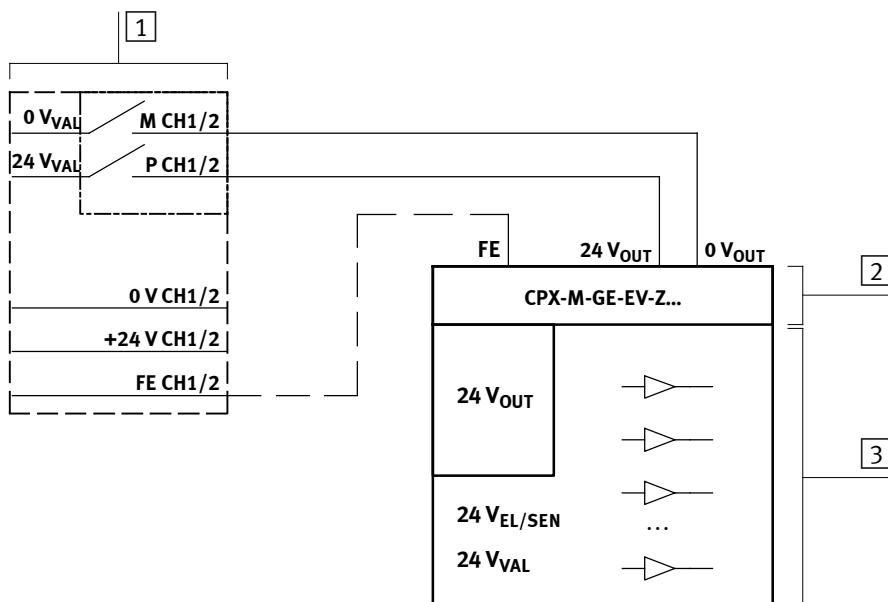 1
0 V_VAL M CH1/2
24 V_VAL P CH1/2
FE 24 V_OUT 0 V_OUT
2
CPX-M-GE-EV-Z...
0 V CH1/2
+24 V CH1/2
FE CH1/2
24 V_OUT
3
24 V_EL/SEN
...
24 V_VAL